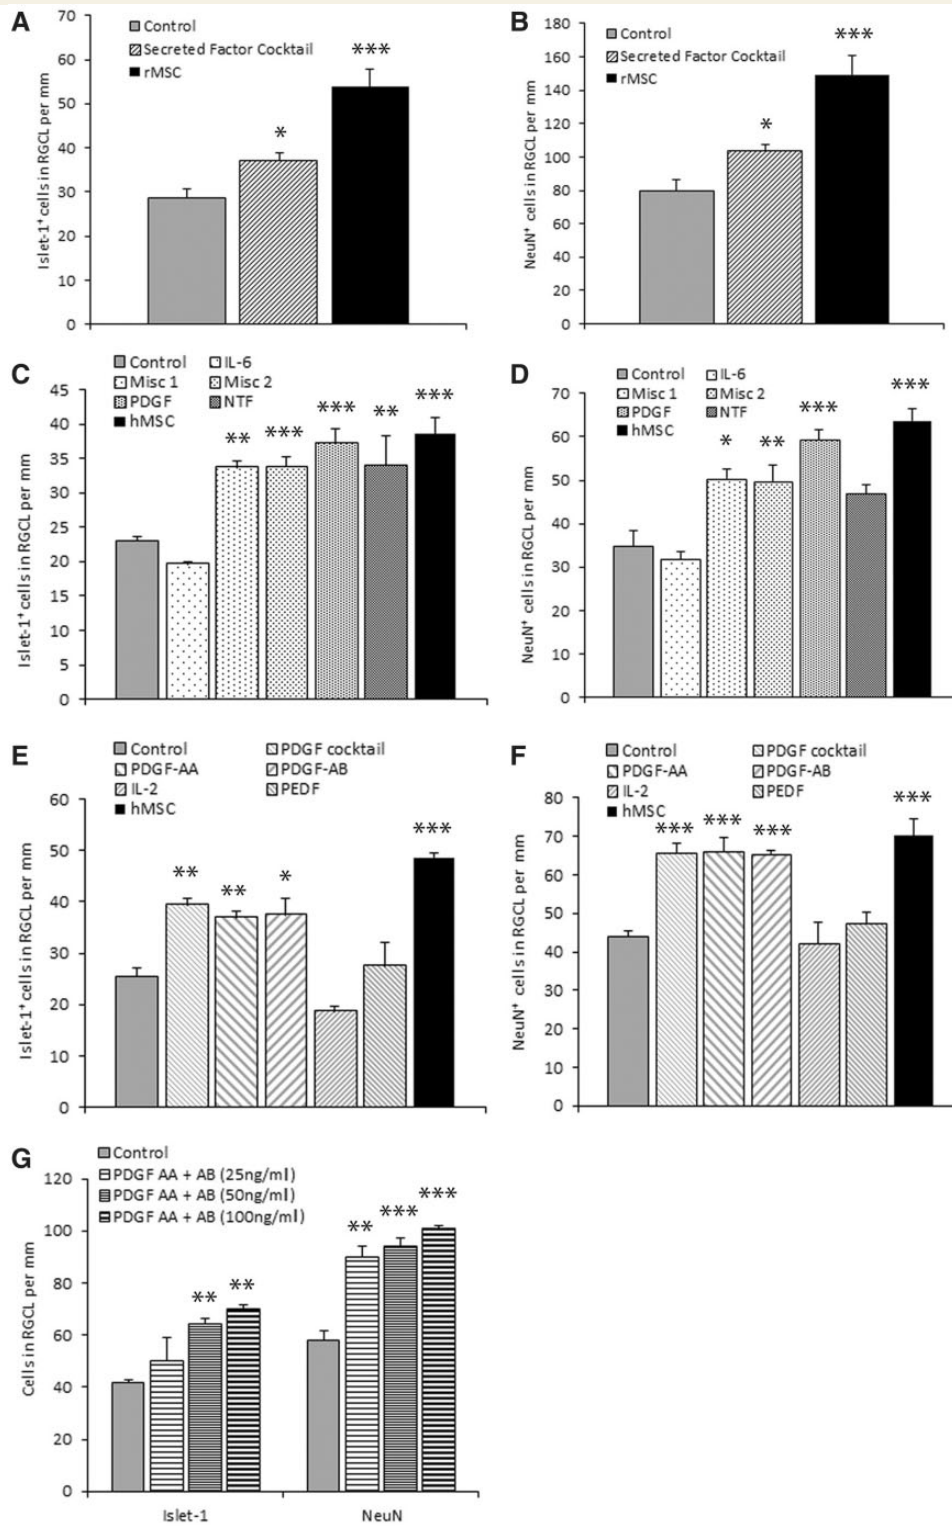 A
Control
Secreted Factor Cocktail
rMSC
Islet-1⁺ cells in RGCL per mm
70
60
50
40
30
20
10
0
*
***
B
Control
Secreted Factor Cocktail
rMSC
NeuN⁺ cells in RGCL per mm
180
160
140
120
100
80
60
40
20
0
*
***
C
Control IL-6
Misc 1 Misc 2
PDGF NTF
hMSC
Islet-1⁺ cells in RGCL per mm
45
40
35
30
25
20
15
10
5
0
** *** *** ** ***
D
Control IL-6
Misc 1 Misc 2
PDGF NTF
hMSC
NeuN⁺ cells in RGCL per mm
70
60
50
40
30
20
10
0
* ** *** ***
E
Control PDGF cocktail
PDGF-AA PDGF-AB
IL-2 PEDF
hMSC
Islet-1⁺ cells in RGCL per mm
60
50
40
30
20
10
0
** ** * ***
F
Control PDGF cocktail
PDGF-AA PDGF-AB
IL-2 PEDF
hMSC
NeuN⁺ cells in RGCL per mm
80
70
60
50
40
30
20
10
0
*** *** *** ***
G
Control
PDGF AA + AB (25ng/ml)
PDGF AA + AB (50ng/ml)
PDGF AA + AB (100ng/ml)
Cells in RGCL per mm
120
100
80
60
40
20
0
** ** ** *** ***
Islet-1 NeuN